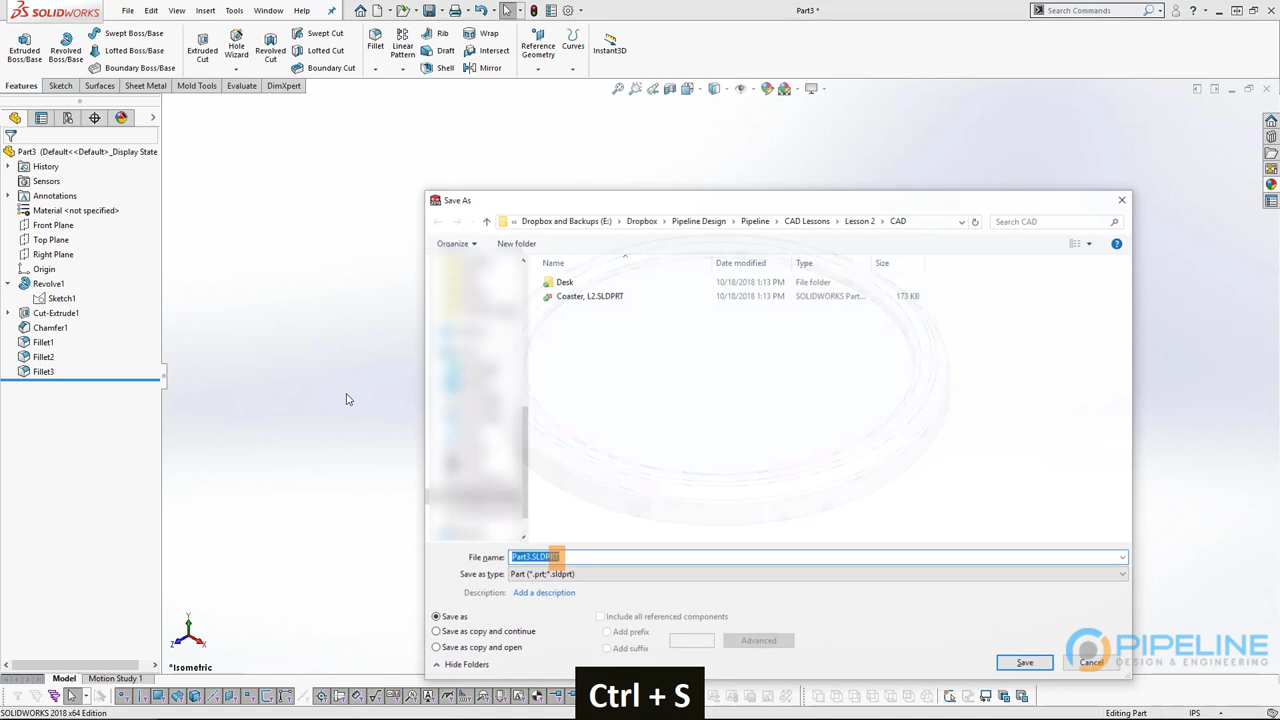 SOLIDWORKS File Edit View Insert Tools Window Help Part3 * Search Commands
Extruded Boss/Base Revolved Boss/Base Swept Boss/Base Lofted Boss/Base Boundary Boss/Base Extruded Cut Hole Wizard Revolved Cut Swept Cut Lofted Cut Boundary Cut Fillet Linear Pattern Rib Draft Shell Wrap Intersect Mirror Reference Geometry Curves Instant3D
Features Sketch Surfaces Sheet Metal Mold Tools Evaluate DimXpert
Part3 (Default<<Default>_Display State
History
Sensors
Annotations
Material <not specified>
Front Plane
Top Plane
Right Plane
Origin
Revolve1
Sketch1
Cut-Extrude1
Chamfer1
Fillet1
Fillet2
Fillet3
Save As
« Dropbox and Backups (E:) > Dropbox > Pipeline Design > Pipeline > CAD Lessons > Lesson 2 > CAD Search CAD
Organize New folder
Name Date modified Type Size
Desk 10/18/2018 1:13 PM File folder
Coaster, L2.SLDPRT 10/18/2018 1:13 PM SOLIDWORKS Part... 173 KB
File name: Part3.SLDPRT
Save as type: Part (*.prt;*.sldprt)
Description: Add a description
Save as Include all referenced components
Save as copy and continue Add prefix Advanced
Save as copy and open Add suffix
Hide Folders Save Cancel
PIPELINE
DESIGN & ENGINEERING
Z Y X
*Isometric
Model Motion Study 1
Ctrl + S
SOLIDWORKS 2018 x64 Edition Editing Part IPS